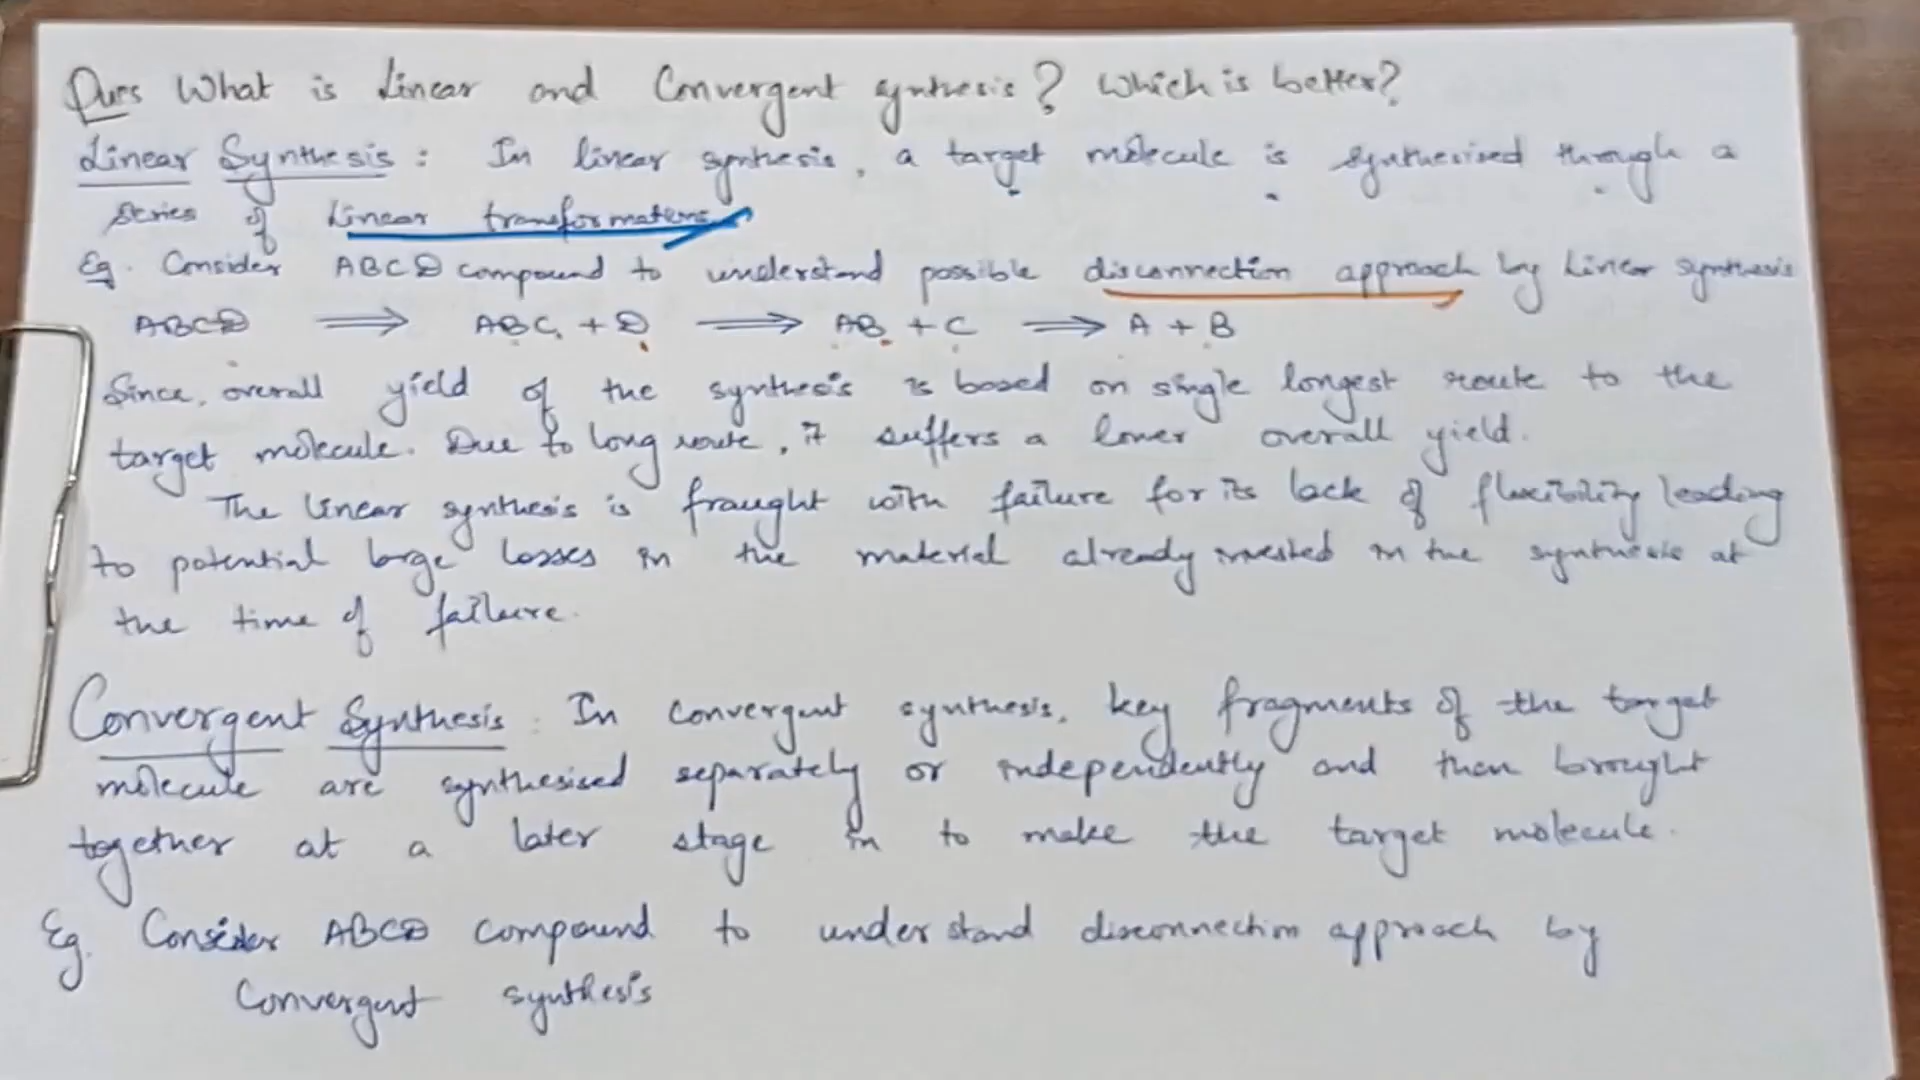 Ques What is Linear and Convergent synthesis? Which is better?
Linear Synthesis: In linear synthesis, a target molecule is synthesised through a
series of Linear transformations
Eg. Consider ABCD compound to understand possible disconnection approach by Linear synthesis
ABCD ⟹ ABC + D ⟹ AB + C ⟹ A + B
Since, overall yield of the synthesis is based on single longest route to the
target molecule. Due to long route, it suffers a lower overall yield.
The linear synthesis is fraught with failure for its lack of flexibility leading
to potential large losses in the material already invested in the synthesis at
the time of failure.
Convergent Synthesis: In convergent synthesis, key fragments of the target
molecule are synthesised separately or independently and then brought
together at a later stage in to make the target molecule.
Eg. Consider ABCD compound to understand disconnection approach by
Convergent synthesis